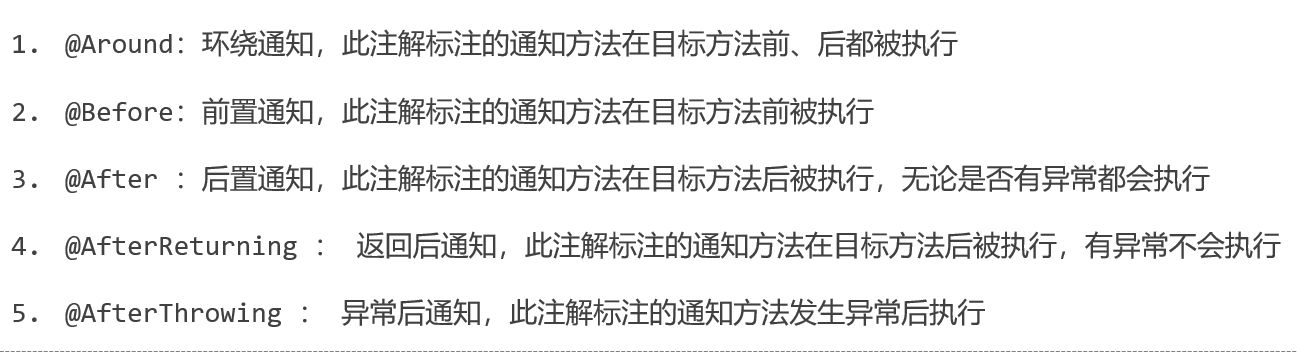 1. @Around：环绕通知，此注解标注的通知方法在目标方法前、后都被执行
2. @Before：前置通知，此注解标注的通知方法在目标方法前被执行
3. @After ：后置通知，此注解标注的通知方法在目标方法后被执行，无论是否有异常都会执行
4. @AfterReturning ： 返回后通知，此注解标注的通知方法在目标方法后被执行，有异常不会执行
5. @AfterThrowing ： 异常后通知，此注解标注的通知方法发生异常后执行